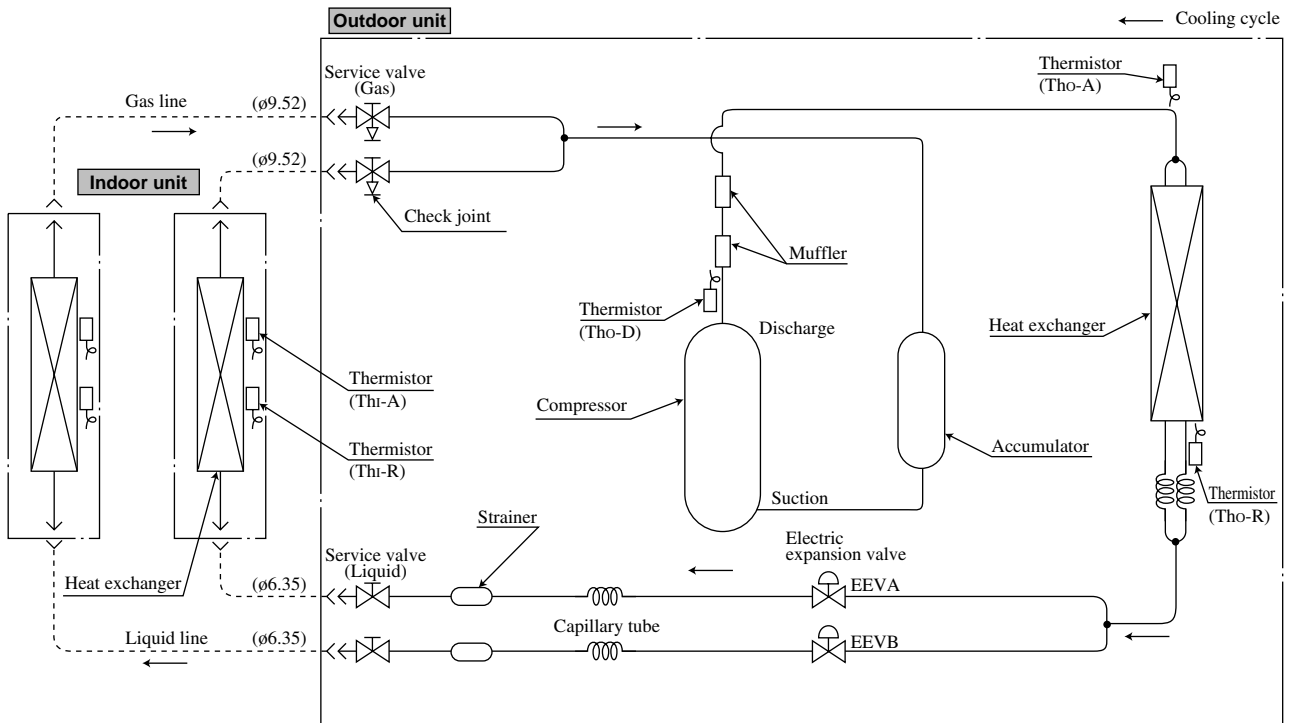 Outdoor unit
Cooling cycle
Service valve
(Gas)
Thermistor
(Tho-A)
Gas line
(ø9.52)
(ø9.52)
Indoor unit
Check joint
Muffler
Thermistor
(Tho-D)
Discharge
Heat exchanger
Thermistor
(ThI-A)
Compressor
Accumulator
Thermistor
(ThI-R)
Suction
Thermistor
(Tho-R)
Strainer
Service valve
(Liquid)
Electric
expansion valve
Heat exchanger
(ø6.35)
EEVA
Capillary tube
Liquid line
(ø6.35)
EEVB